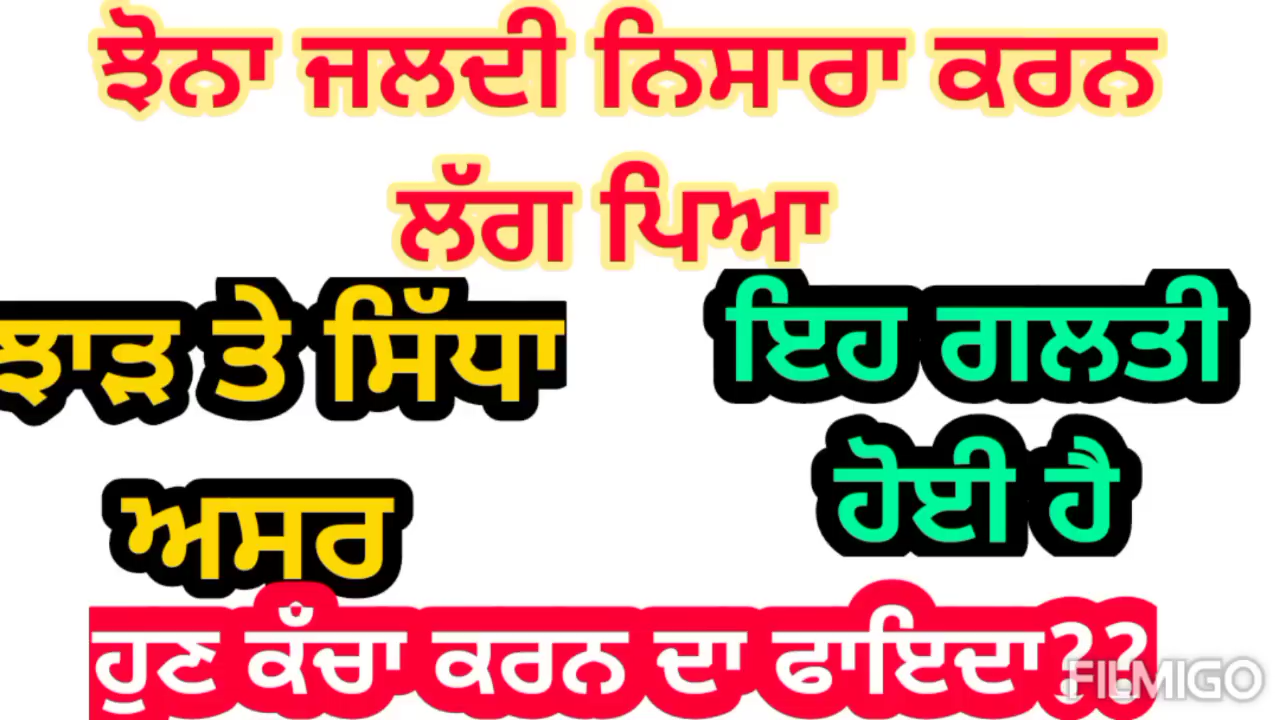 ਝੋਨਾ ਜਲਦੀ ਨਿਸਾਰਾ ਕਰਨ
ਲੱਗ ਪਿਆ
ਝਾੜ ਤੇ ਸਿੱਧਾ
ਅਸਰ
ਇਹ ਗਲਤੀ
ਹੋਈ ਹੈ
ਹੁਣ ਕੱਚਾ ਕਰਨ ਦਾ ਫਾਇਦਾ??
FILMIGO